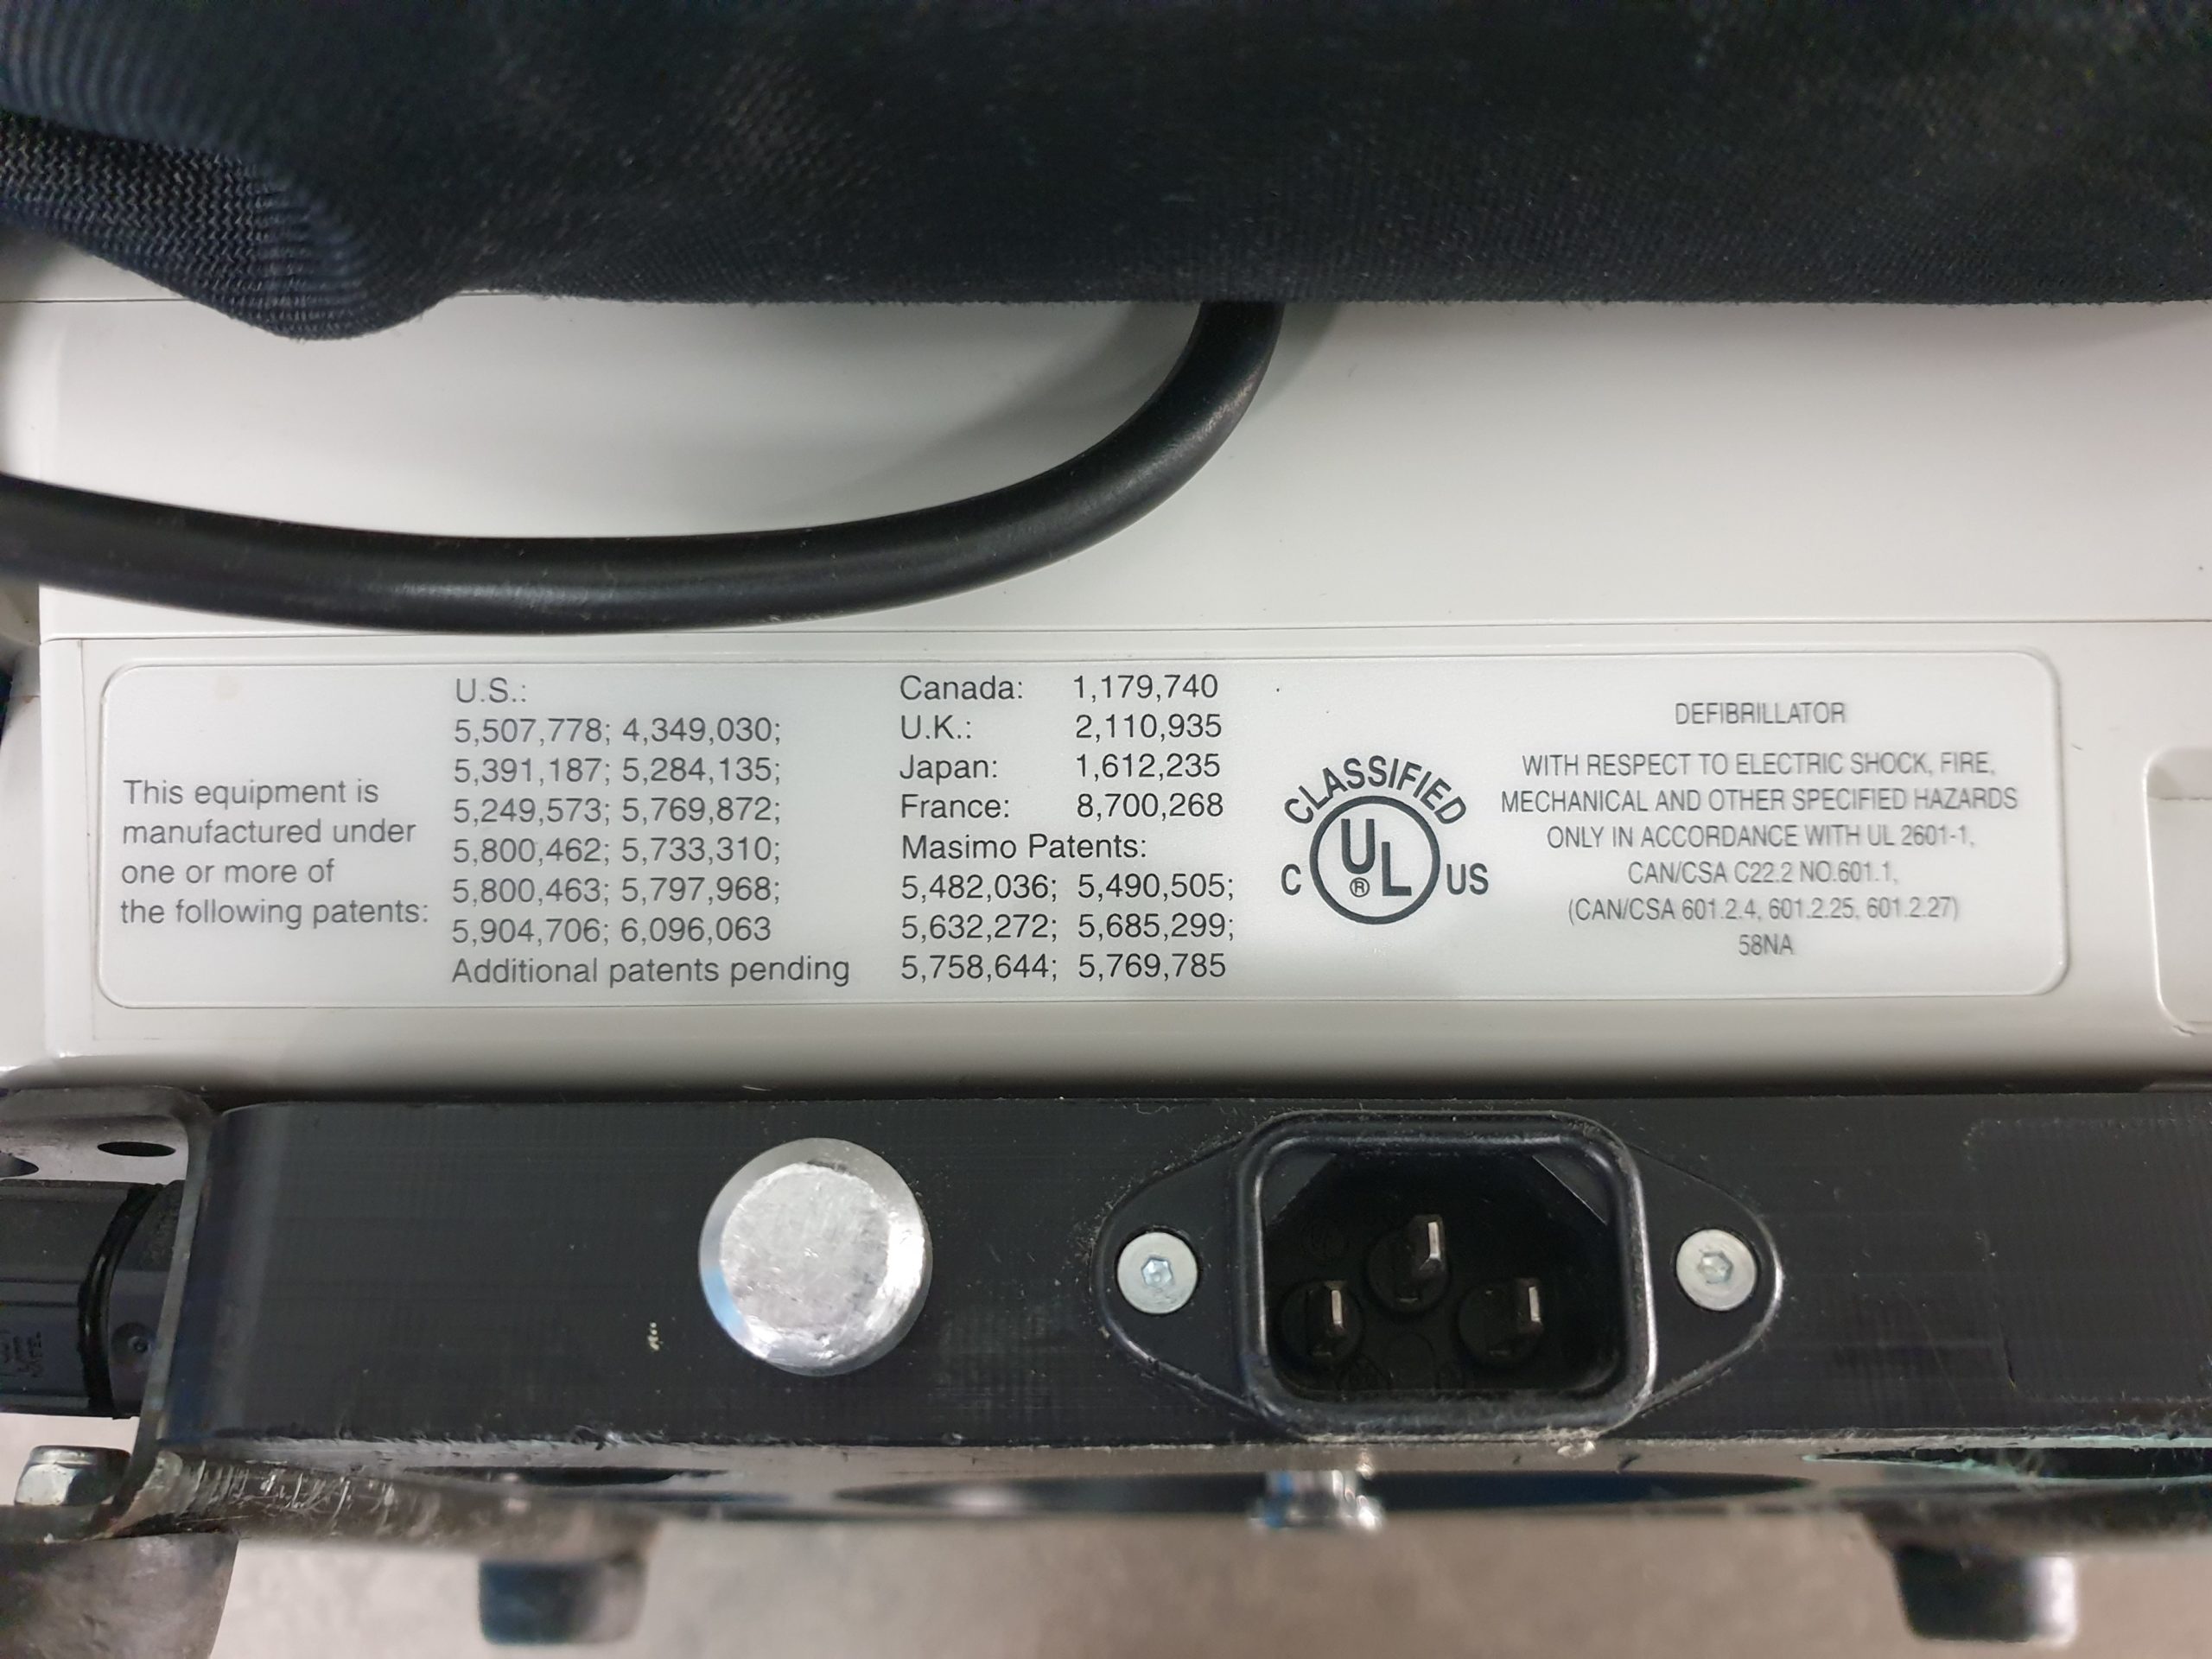 This equipment is
manufactured under
one or more of
the following patents:
U.S.:
5,507,778; 4,349,030;
5,391,187; 5,284,135;
5,249,573; 5,769,872;
5,800,462; 5,733,310;
5,800,463; 5,797,968;
5,904,706; 6,096,063
Additional patents pending
Canada: 1,179,740
U.K.: 2,110,935
Japan: 1,612,235
France: 8,700,268
Masimo Patents:
5,482,036; 5,490,505;
5,632,272; 5,685,299;
5,758,644; 5,769,785
CLASSIFIED
C UL ® US
DEFIBRILLATOR
WITH RESPECT TO ELECTRIC SHOCK, FIRE,
MECHANICAL AND OTHER SPECIFIED HAZARDS
ONLY IN ACCORDANCE WITH UL 2601-1,
CAN/CSA C22.2 NO.601.1,
(CAN/CSA 601.2.4, 601.2.25, 601.2.27)
58NA